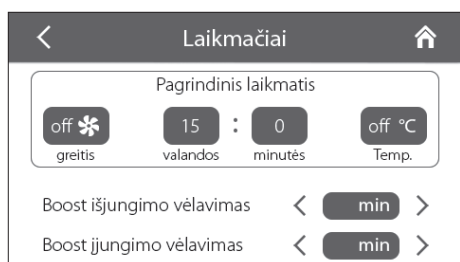 Laikmačiai
Pagrindinis laikmatis
off 15 : 0 off °C
greitis valandos minutės Temp.
Boost išjungimo vėlavimas min
Boost įjungimo vėlavimas min